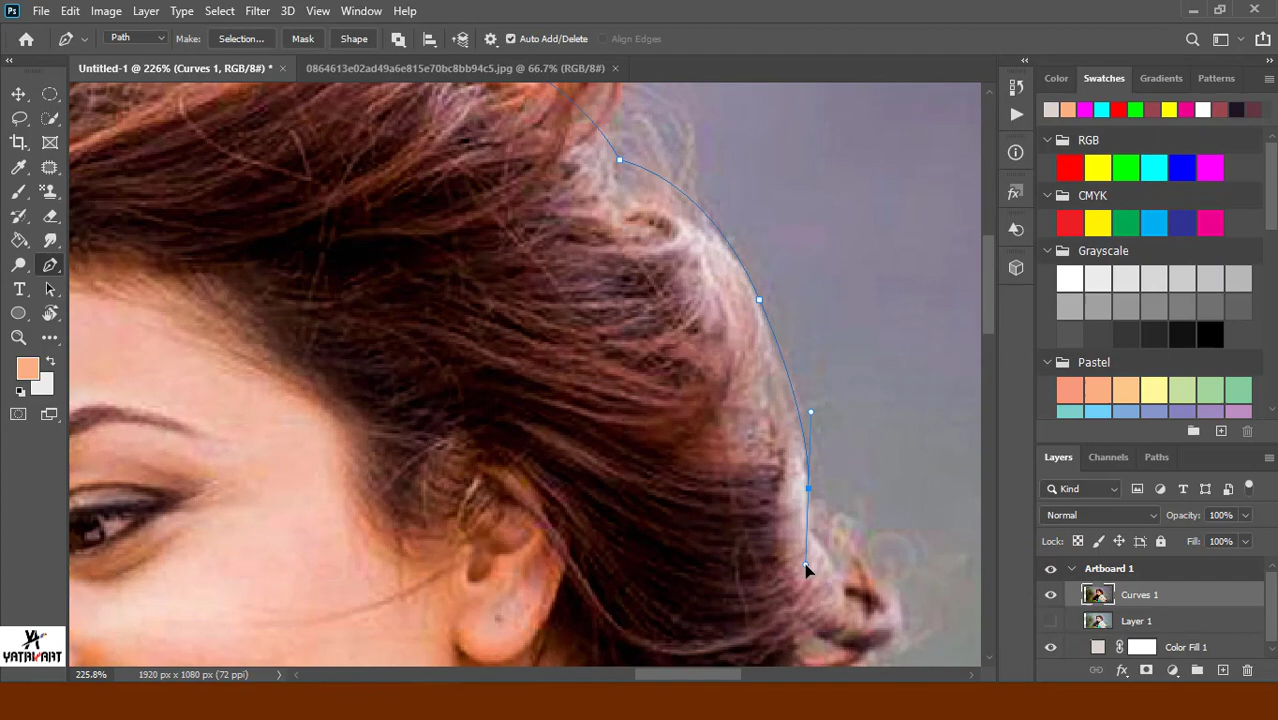 Ps File Edit Image Layer Type Select Filter 3D View Window Help
Path Make: Selection... Mask Shape Auto Add/Delete Align Edges
Untitled-1 @ 226% (Curves 1, RGB/8#) * × 0864613e02ad49a6e815e70bc8bb94c5.jpg @ 66.7% (RGB/8#) ×
Color Swatches Gradients Patterns
RGB
CMYK
Grayscale
Pastel
Layers Channels Paths
Kind
Normal Opacity: 100%
Lock: Fill: 100%
Artboard 1
Curves 1
Layer 1
Color Fill 1
YA
YATRIKART
225.8% 1920 px x 1080 px (72 ppi)